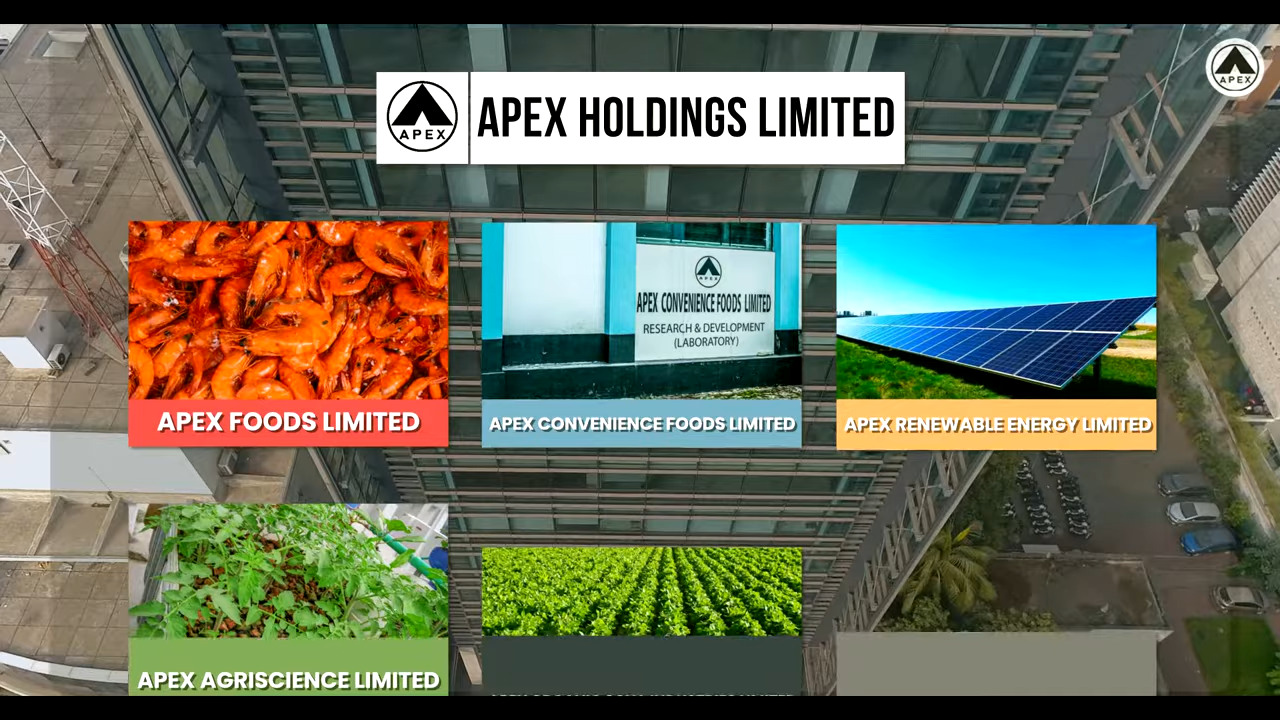 APEX
APEX HOLDINGS LIMITED
APEX
APEX
APEX CONVENIENCE FOODS LIMITED
RESEARCH & DEVELOPMENT
(LABORATORY)
APEX FOODS LIMITED
APEX CONVENIENCE FOODS LIMITED
APEX RENEWABLE ENERGY LIMITED
APEX AGRISCIENCE LIMITED